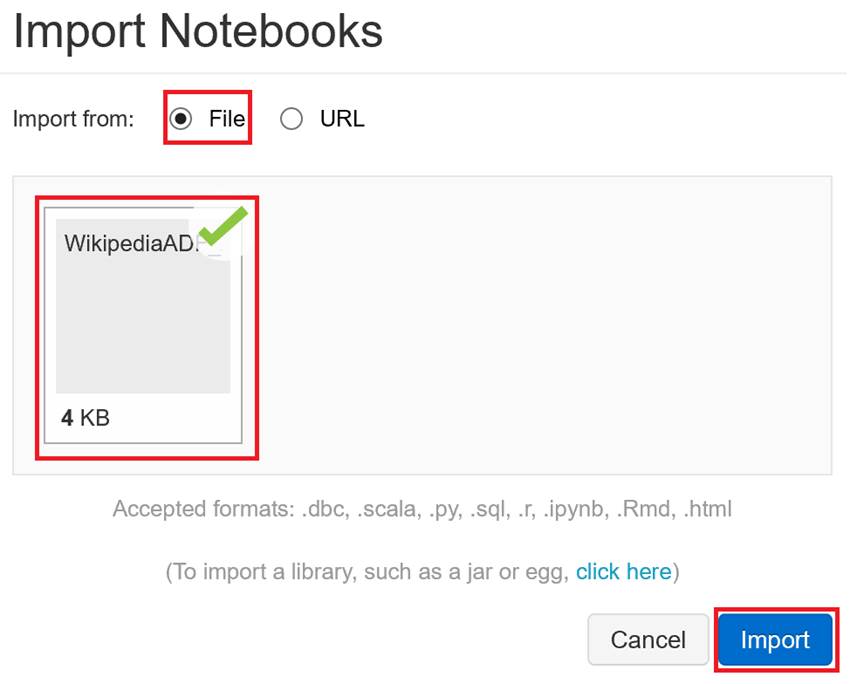 Import Notebooks
Import from: File URL
WikipediaAD
4 KB
Accepted formats: .dbc, .scala, .py, .sql, .r, .ipynb, .Rmd, .html
(To import a library, such as a jar or egg, click here)
Cancel Import